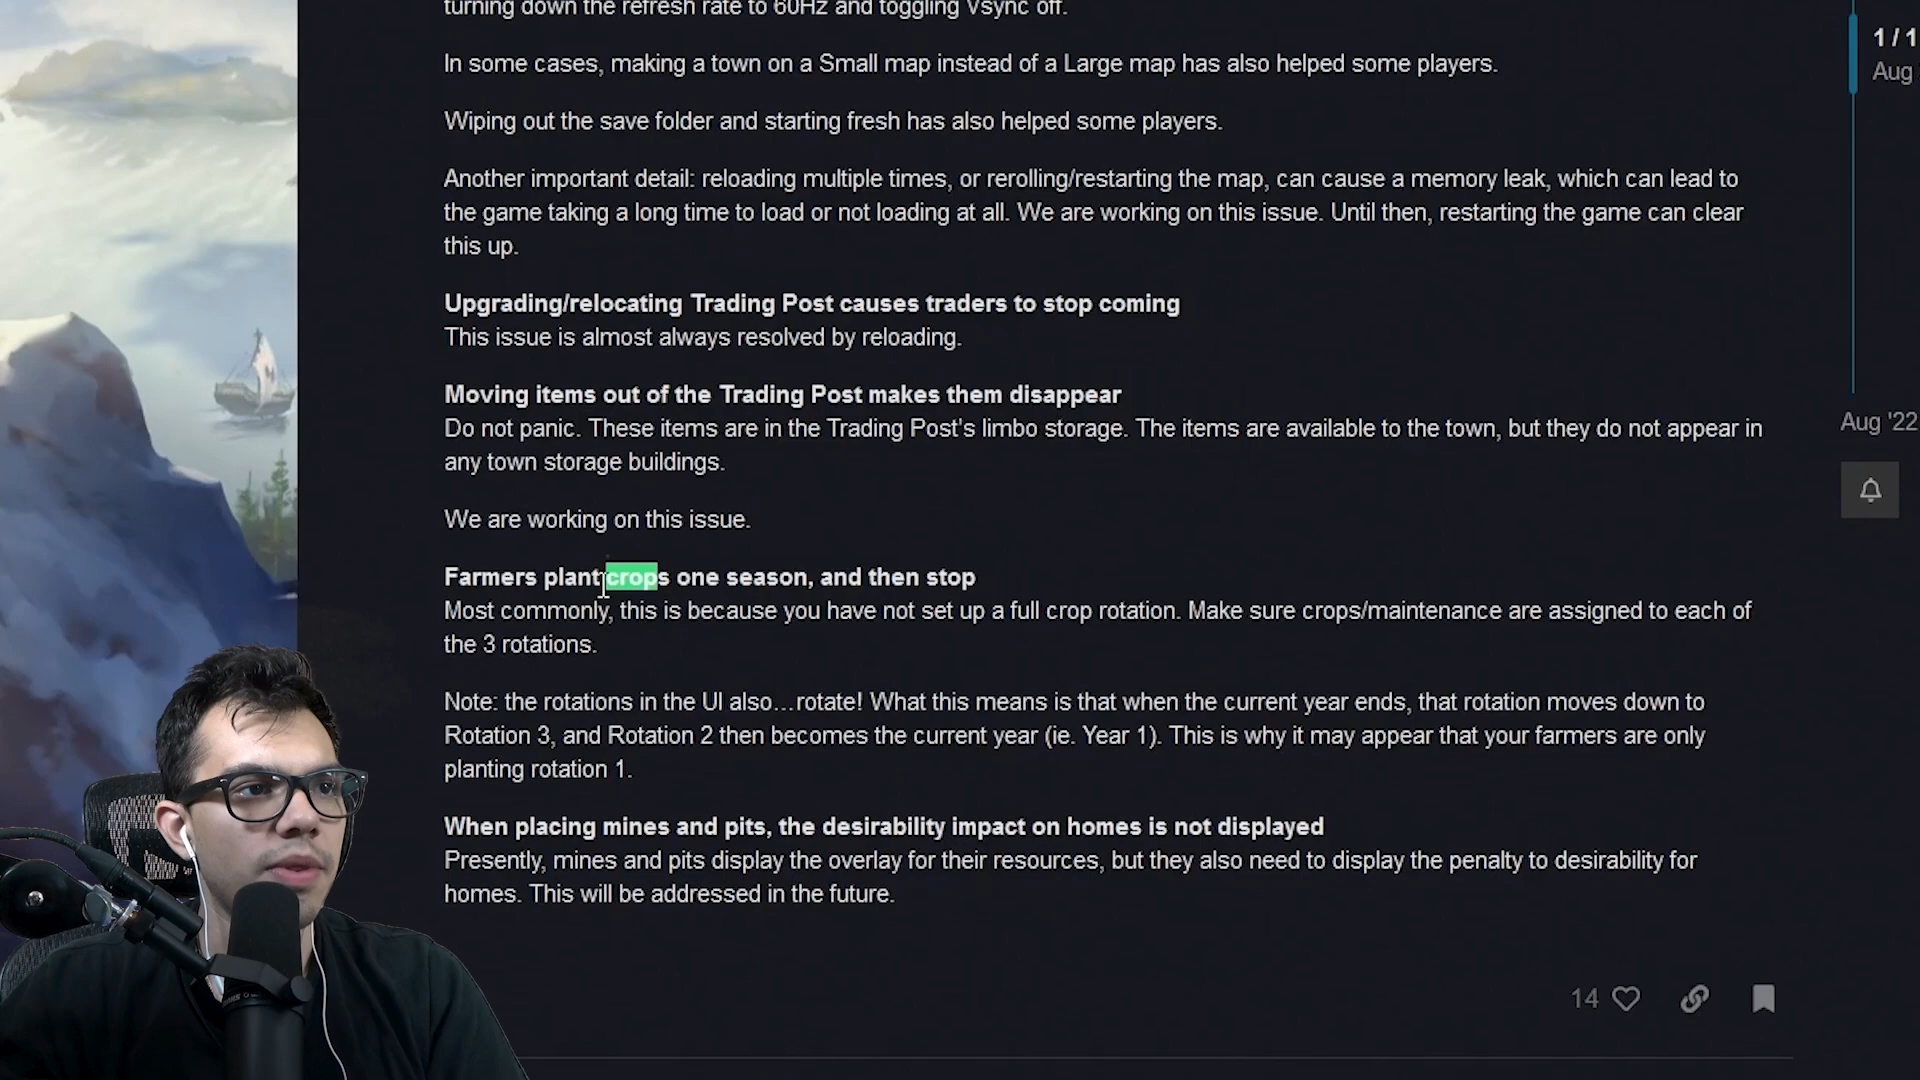 turning down the refresh rate to 60Hz and toggling Vsync off.
In some cases, making a town on a Small map instead of a Large map has also helped some players.
Wiping out the save folder and starting fresh has also helped some players.
Another important detail: reloading multiple times, or rerolling/restarting the map, can cause a memory leak, which can lead to
the game taking a long time to load or not loading at all. We are working on this issue. Until then, restarting the game can clear
this up.
Upgrading/relocating Trading Post causes traders to stop coming
This issue is almost always resolved by reloading.
Moving items out of the Trading Post makes them disappear
Do not panic. These items are in the Trading Post's limbo storage. The items are available to the town, but they do not appear in
any town storage buildings.
We are working on this issue.
Farmers plant crops one season, and then stop
Most commonly, this is because you have not set up a full crop rotation. Make sure crops/maintenance are assigned to each of
the 3 rotations.
Note: the rotations in the UI also...rotate! What this means is that when the current year ends, that rotation moves down to
Rotation 3, and Rotation 2 then becomes the current year (ie. Year 1). This is why it may appear that your farmers are only
planting rotation 1.
When placing mines and pits, the desirability impact on homes is not displayed
Presently, mines and pits display the overlay for their resources, but they also need to display the penalty to desirability for
homes. This will be addressed in the future.
14
1 / 1
Aug
Aug '22